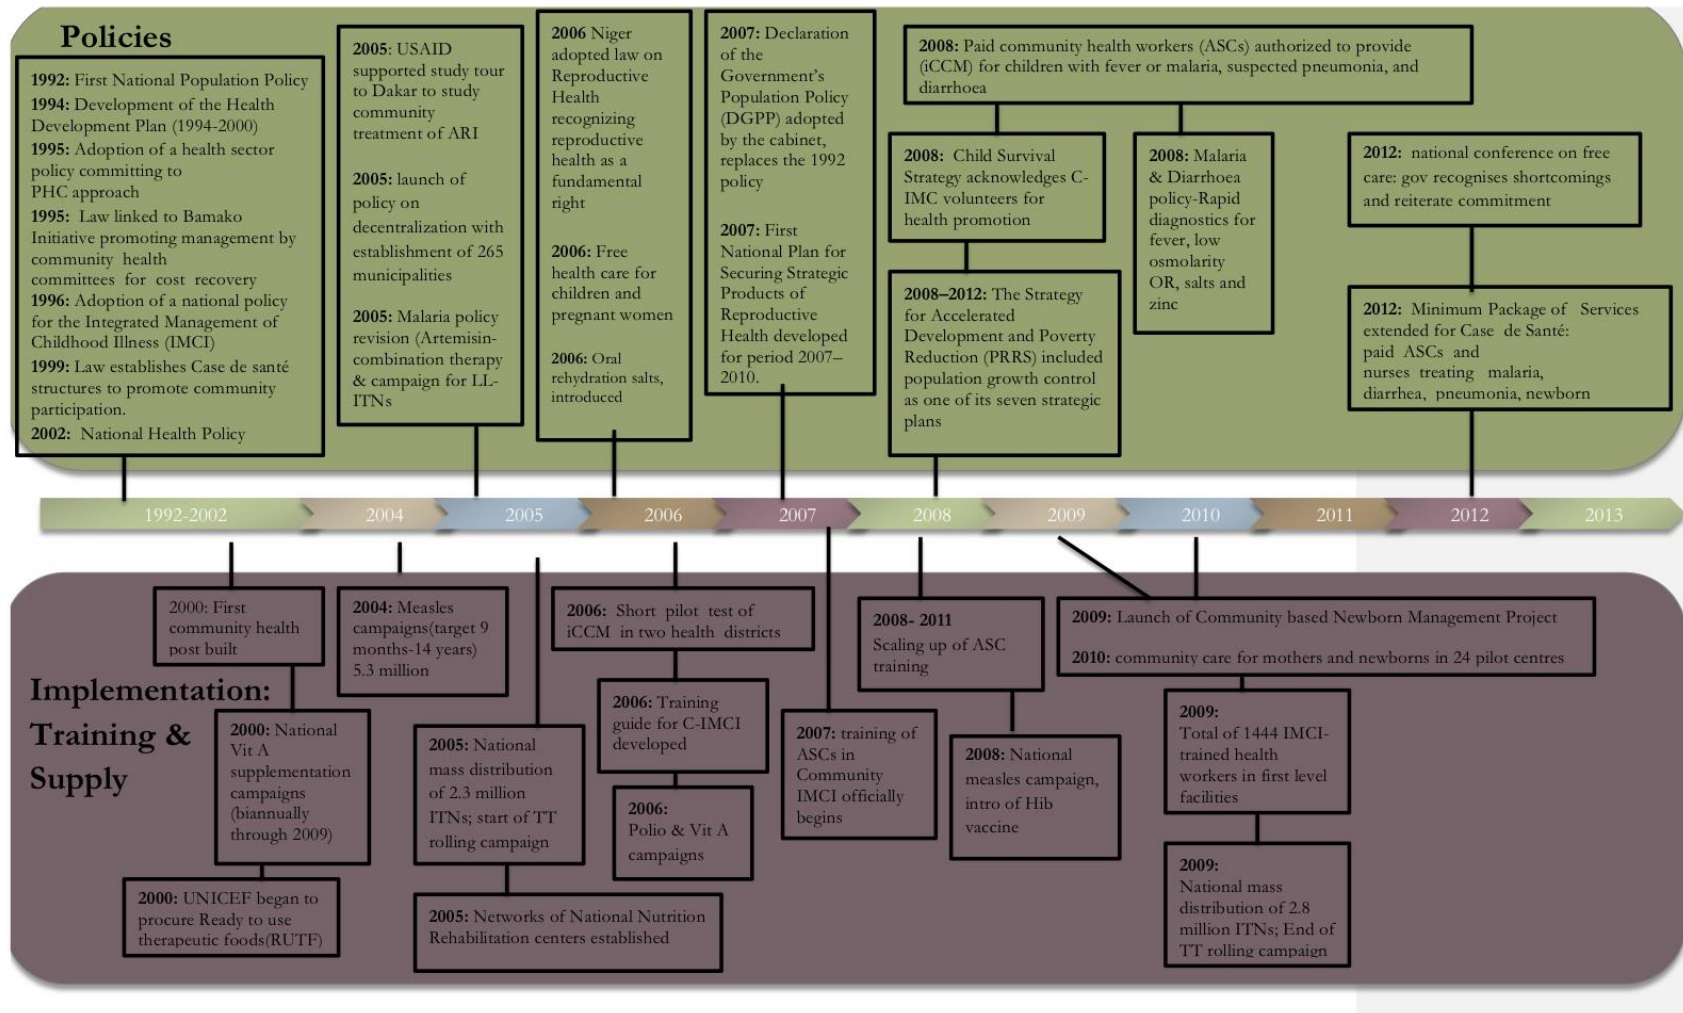 Policies
1992: First National Population Policy
1994: Development of the Health
Development Plan (1994-2000)
1995: Adoption of a health sector
policy committing to
PHC approach
1995:  Law linked to Bamako
Initiative promoting management by
community health
committees for cost recovery
1996: Adoption of a national policy
for the Integrated Management of
Childhood Illness (IMCI)
1999: Law establishes Case de santé
structures to promote community
participation.
2002:  National Health Policy
2005: USAID
supported study tour
to Dakar to study
community
treatment of ARI
2005: launch of
policy on
decentralization with
establishment of 265
municipalities
2005: Malaria policy
revision (Artemisin-
combination therapy
& campaign for LL-
ITNs
2006 Niger
adopted law on
Reproductive
Health
recognizing
reproductive
health as a
fundamental
right
2006: Free
health care for
children and
pregnant women
2006: Oral
rehydration salts,
introduced
2007: Declaration
of the
Government's
Population Policy
(DGPP) adopted
by the cabinet,
replaces the 1992
policy
2007: First
National Plan for
Securing Strategic
Products of
Reproductive
Health developed
for period 2007–
2010.
2008: Paid community health workers (ASCs) authorized to provide
(iCCM) for children with fever or malaria, suspected pneumonia, and
diarrhoea
2008:  Child Survival
Strategy acknowledges C-
IMC volunteers for
health promotion
2008–2012: The Strategy
for Accelerated
Development and Poverty
Reduction (PRRS) included
population growth control
as one of its seven strategic
plans
2008: Malaria
& Diarrhoea
policy-Rapid
diagnostics for
fever, low
osmolarity
OR, salts and
zinc
2012:  national conference on free
care: gov recognises shortcomings
and reiterate commitment
2012: Minimum Package of  Services
extended for Case de Santé:
paid ASCs and
nurses treating malaria,
diarrhea, pneumonia, newborn
1992-2002
2004
2005
2006
2007
2008
2009
2010
2011
2012
2013
Implementation:
Training &
Supply
2000: First
community health
post built
2000: National
Vit A
supplementation
campaigns
(biannually
through 2009)
2000: UNICEF began to
procure Ready to use
therapeutic foods(RUTF)
2004: Measles
campaigns(target 9
months-14 years)
5.3 million
2005: National
mass distribution
of 2.3 million
ITNs; start of TT
rolling campaign
2005: Networks of National Nutrition
Rehabilitation centers established
2006:  Short pilot test of
iCCM in two health districts
2006: Training
guide for C-IMCI
developed
2006:
Polio & Vit A
campaigns
2007: training of
ASCs in
Community
IMCI officially
begins
2008- 2011
Scaling up of ASC
training
2008: National
measles campaign,
intro of Hib
vaccine
2009: Launch of Community based Newborn Management Project
2010: community care for mothers and newborns in 24 pilot centres
2009:
Total of 1444 IMCI-
trained health
workers in first level
facilities
2009:
National mass
distribution of 2.8
million ITNs; End of
TT rolling campaign